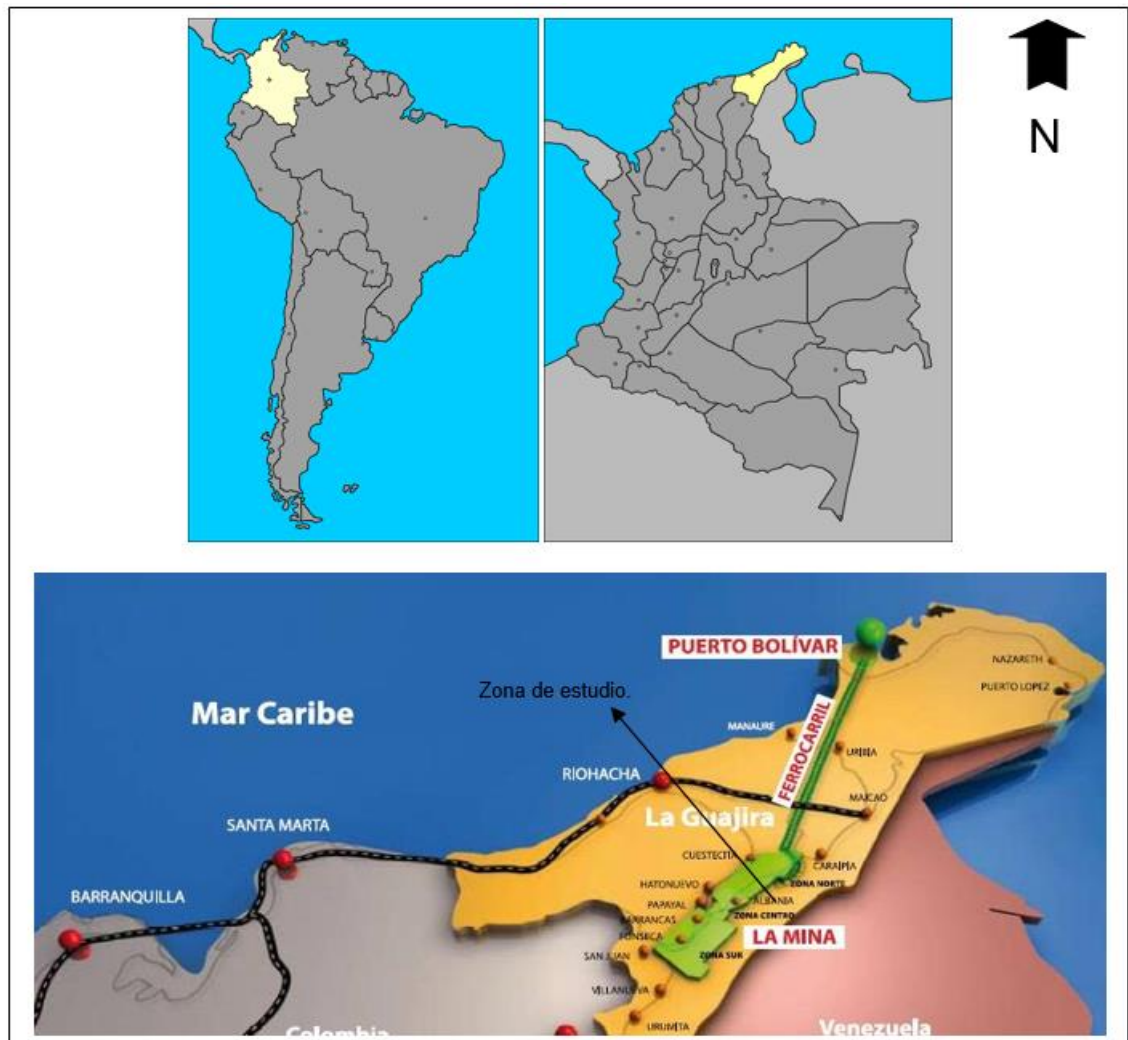 N
PUERTO BOLÍVAR
NAZARETH
PUERTO LOPEZ
Zona de estudio.
Mar Caribe
MANAURE
URIBIA
FERROCARRIL
RIOHACHA
MAICAO
La Guajira
SANTA MARTA
CUESTECITA
CARAIPIA
ZONA NORTE
HATONUEVO
BARRANQUILLA
PAPAYAL
ALBANIA
BARRANCAS
ZONA CENTRO
FONSECA
LA MINA
SAN JUAN
ZONA SUR
VILLANUEVA
URUMITA
Colombia
Venezuela